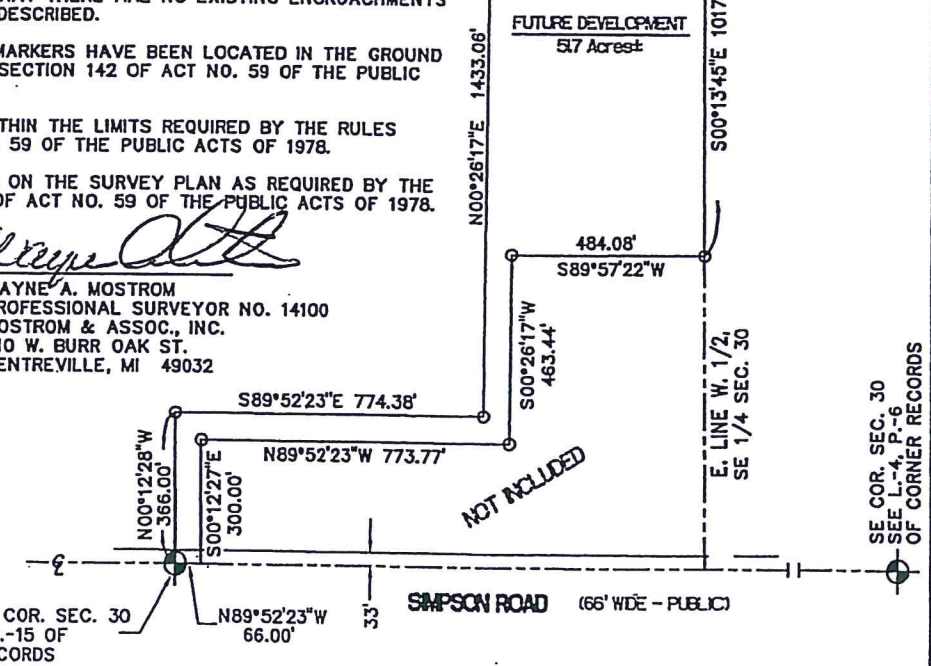 DESCRIBED.
MARKERS HAVE BEEN LOCATED IN THE GROUND
SECTION 142 OF ACT NO. 59 OF THE PUBLIC
THIN THE LIMITS REQUIRED BY THE RULES
59 OF THE PUBLIC ACTS OF 1978.
ON THE SURVEY PLAN AS REQUIRED BY THE
OF ACT NO. 59 OF THE PUBLIC ACTS OF 1978.
AYNE A. MOSTROM
ROFESSIONAL SURVEYOR NO. 14100
OSTROM & ASSOC., INC.
10 W. BURR OAK ST.
ENTREVILLE, MI 49032
FUTURE DEVELOPMENT
51.7 Acres±
N00°26'17"E 1433.06'
S00°13'45"E 1017
484.08'
S89°57'22"W
S00°26'17"W
463.44'
E. LINE W. 1/2,
SE 1/4 SEC. 30
S89°52'23"E 774.38'
N89°52'23"W 773.77'
N00°12'28"W
366.00'
S00°12'27"E
300.00'
NOT INCLUDED
SE COR. SEC. 30
SEE L.-4, P.-6
OF CORNER RECORDS
COR. SEC. 30
.-15 OF
CORDS
N89°52'23"W
66.00'
33'
SIMPSON ROAD (66' WIDE - PUBLIC)